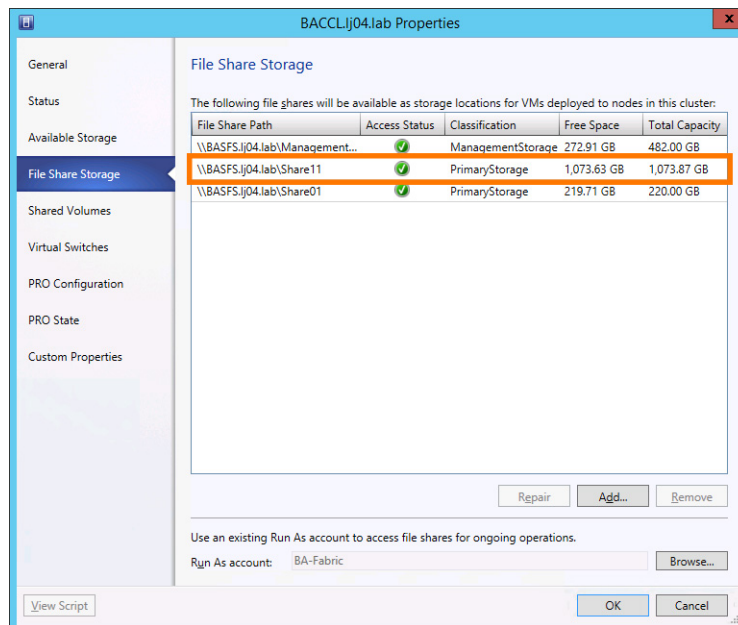 BACCL.lj04.lab Properties
x
General
Status
Available Storage
File Share Storage
Shared Volumes
Virtual Switches
PRO Configuration
PRO State
Custom Properties
File Share Storage
The following file shares will be available as storage locations for VMs deployed to nodes in this cluster:
File Share Path Access Status Classification Free Space Total Capacity
\\BASFS.lj04.lab\Management... ManagementStorage 272.91 GB 482.00 GB
\\BASFS.lj04.lab\Share11 PrimaryStorage 1,073.63 GB 1,073.87 GB
\\BASFS.lj04.lab\Share01 PrimaryStorage 219.71 GB 220.00 GB
Repair Add... Remove
Use an existing Run As account to access file shares for ongoing operations.
Run As account: BA-Fabric Browse...
View Script OK Cancel